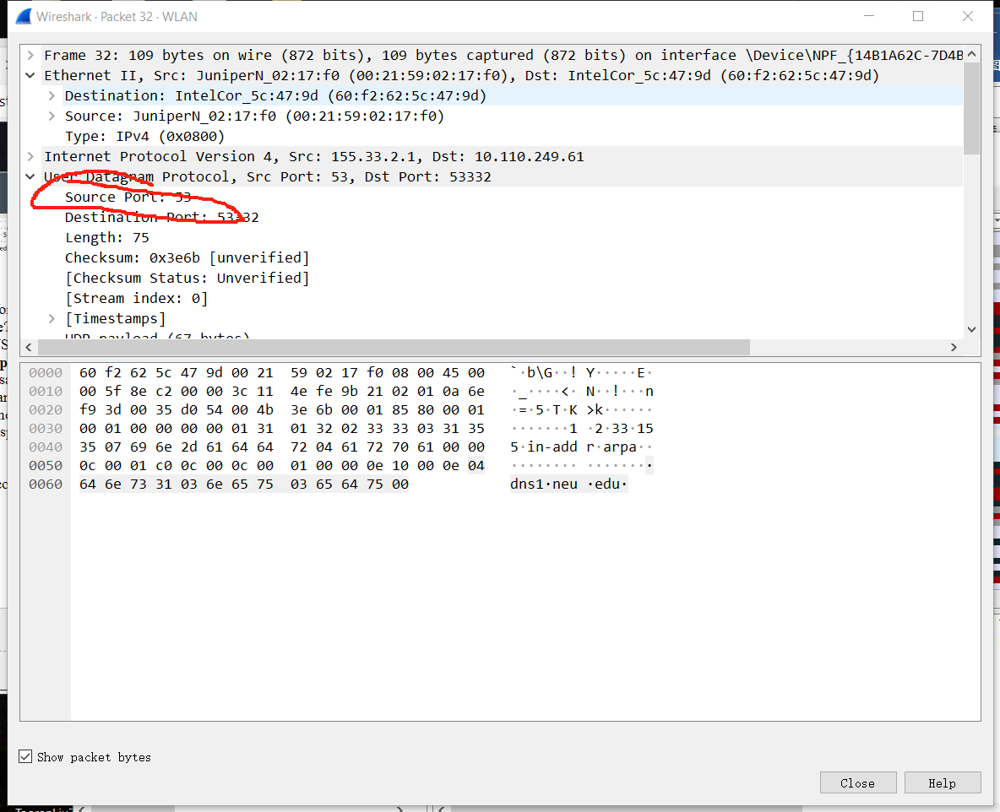 Wireshark · Packet 32 · WLAN
Frame 32: 109 bytes on wire (872 bits), 109 bytes captured (872 bits) on interface \Device\NPF_{14B1A62C-7D4B
Ethernet II, Src: JuniperN_02:17:f0 (00:21:59:02:17:f0), Dst: IntelCor_5c:47:9d (60:f2:62:5c:47:9d)
Destination: IntelCor_5c:47:9d (60:f2:62:5c:47:9d)
Source: JuniperN_02:17:f0 (00:21:59:02:17:f0)
Type: IPv4 (0x0800)
Internet Protocol Version 4, Src: 155.33.2.1, Dst: 10.110.249.61
User Datagram Protocol, Src Port: 53, Dst Port: 53332
Source Port: 53
Destination Port: 53332
Length: 75
Checksum: 0x3e6b [unverified]
[Checksum Status: Unverified]
[Stream index: 0]
[Timestamps]
UDP payload (67 bytes)
0000 60 f2 62 5c 47 9d 00 21 59 02 17 f0 08 00 45 00 `·b\G··! Y·····E·
0010 00 5f 8e c2 00 00 3c 11 4e fe 9b 21 02 01 0a 6e ·_····<· N··!···n
0020 f9 3d 00 35 d0 54 00 4b 3e 6b 00 01 85 80 00 01 ·=·5·T·K >k······
0030 00 01 00 00 00 00 01 31 01 32 02 33 33 03 31 35 ·······1 ·2·33·15
0040 35 07 69 6e 2d 61 64 64 72 04 61 72 70 61 00 00 5·in-add r·arpa··
0050 0c 00 01 c0 0c 00 0c 00 01 00 00 0e 10 00 0e 04 ········ ········
0060 64 6e 73 31 03 6e 65 75 03 65 64 75 00 dns1·neu ·edu·
Show packet bytes
Close Help